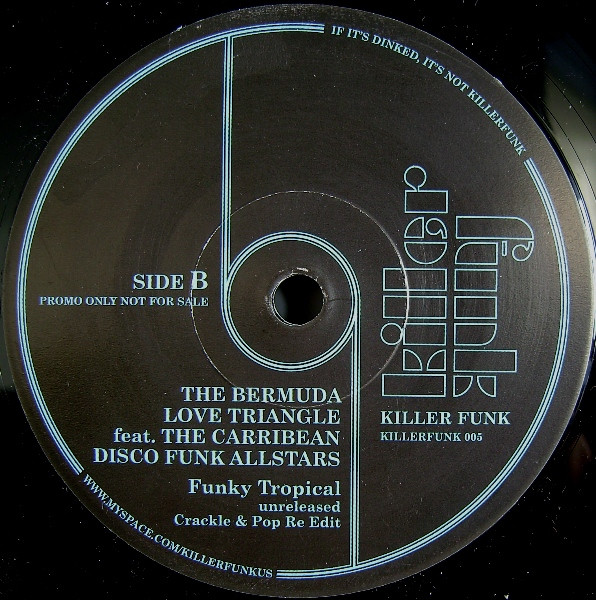 IF IT'S DINKED, IT'S NOT KILLERFUNK
killer
funk
SIDE B
PROMO ONLY NOT FOR SALE
THE BERMUDA
LOVE TRIANGLE
feat. THE CARRIBEAN
DISCO FUNK ALLSTARS
Funky Tropical
unreleased
Crackle & Pop Re Edit
KILLER FUNK
KILLERFUNK 005
WWW.MYSPACE.COM/KILLERFUNKUS